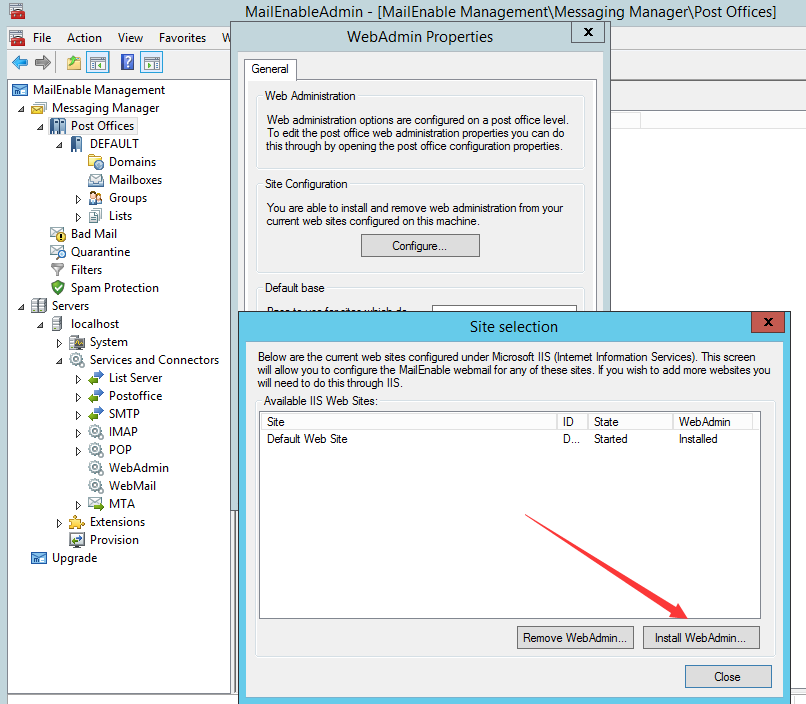 MailEnableAdmin - [MailEnable Management\Messaging Manager\Post Offices]
File Action View Favorites W
MailEnable Management
Messaging Manager
Post Offices
DEFAULT
Domains
Mailboxes
Groups
Lists
Bad Mail
Quarantine
Filters
Spam Protection
Servers
localhost
System
Services and Connectors
List Server
Postoffice
SMTP
IMAP
POP
WebAdmin
WebMail
MTA
Extensions
Provision
Upgrade
WebAdmin Properties
x
General
Web Administration
Web administration options are configured on a post office level.
To edit the post office web administration properties you can do
this through by opening the post office configuration properties.
Site Configuration
You are able to install and remove web administration from your
current web sites configured on this machine.
Configure...
Default base
Site selection
x
Below are the current web sites configured under Microsoft IIS (Internet Information Services). This screen
will allow you to configure the MailEnable webmail for any of these sites. If you wish to add more websites you
will need to do this through IIS.
Available IIS Web Sites:
Site ID State WebAdmin
Default Web Site D... Started Installed
Remove WebAdmin... Install WebAdmin...
Close